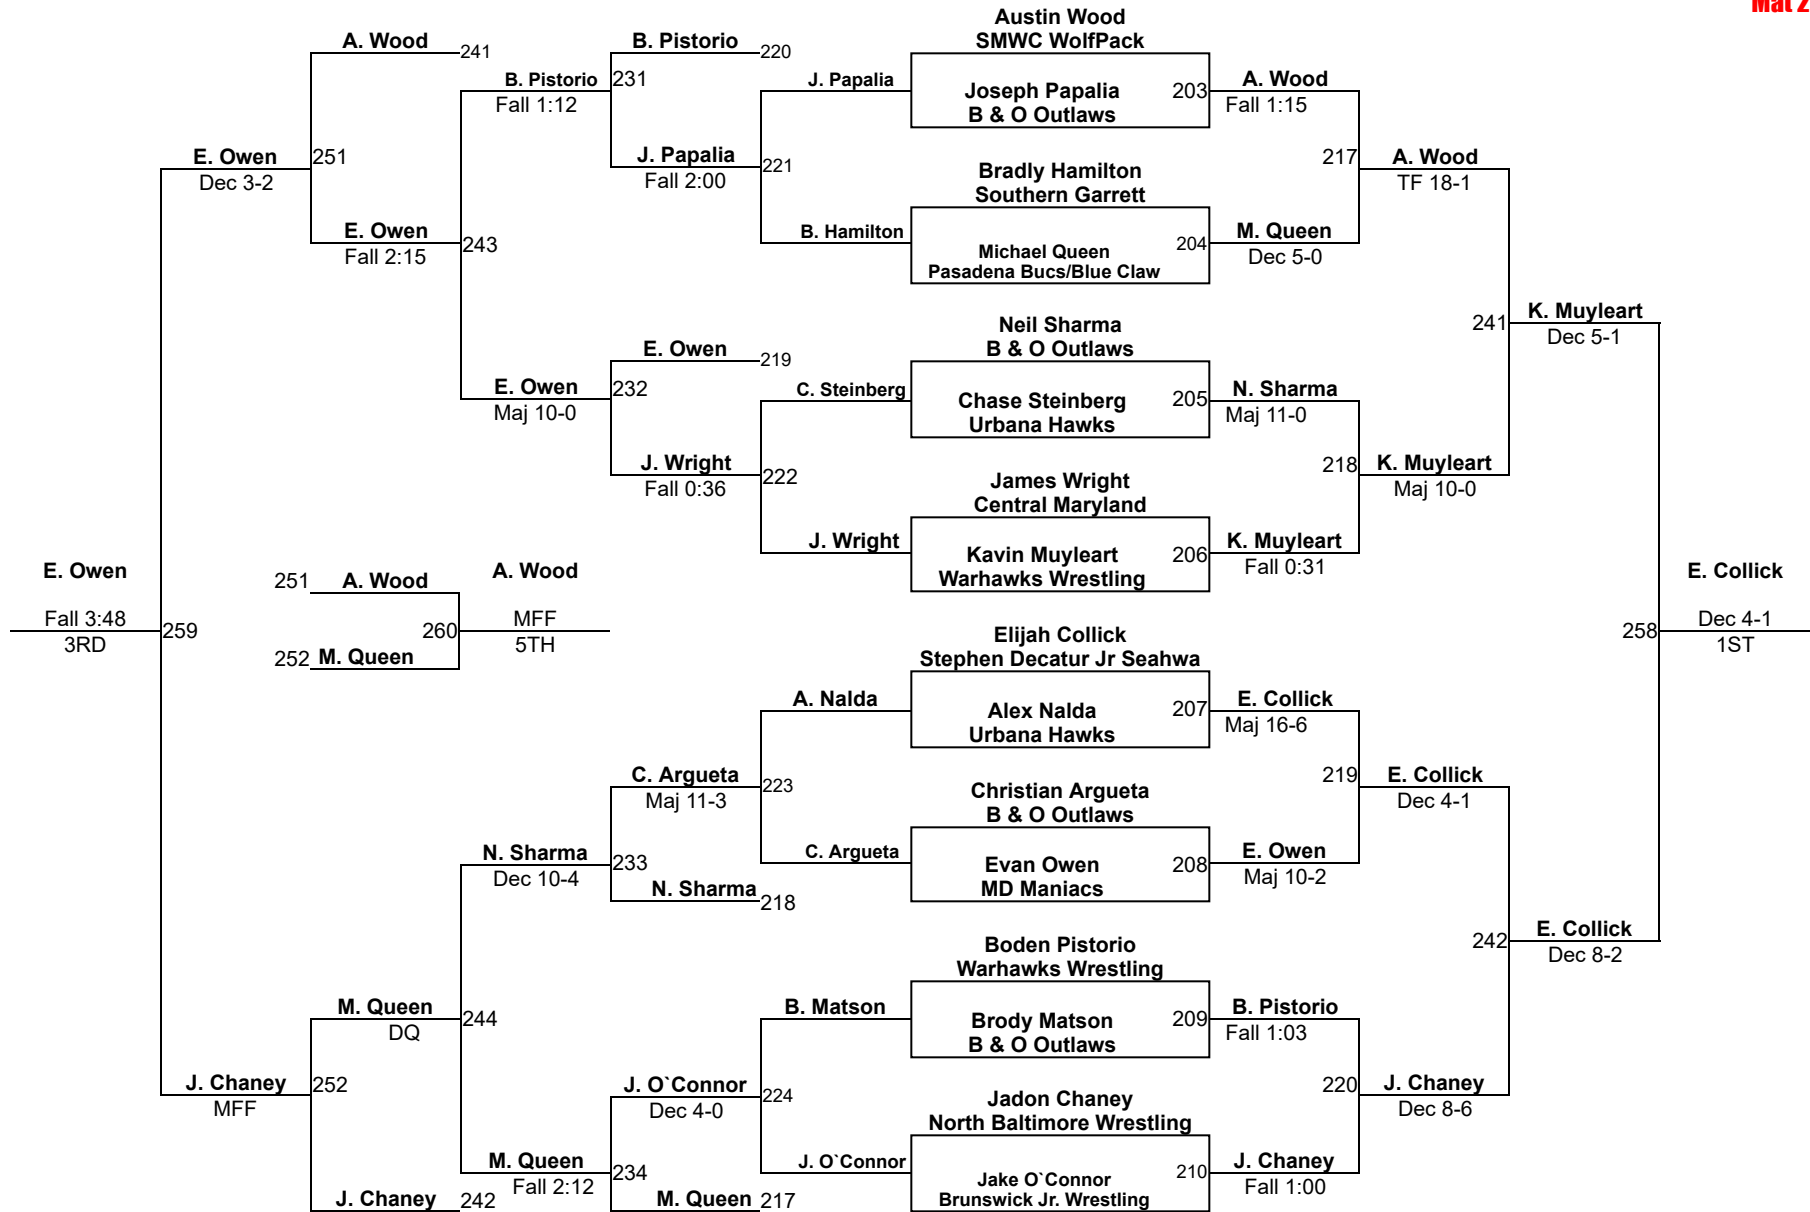 Mat 2
Austin Wood
SMWC WolfPack
A. Wood
241
B. Pistorio
220
B. Pistorio
231
Fall 1:12
J. Papalia
Joseph Papalia
B & O Outlaws
203
A. Wood
Fall 1:15
E. Owen
251
Dec 3-2
J. Papalia
221
Fall 2:00
Bradly Hamilton
Southern Garrett
217
A. Wood
TF 18-1
E. Owen
243
Fall 2:15
B. Hamilton
Michael Queen
Pasadena Bucs/Blue Claw
204
M. Queen
Dec 5-0
Neil Sharma
B & O Outlaws
241
K. Muyleart
Dec 5-1
E. Owen
219
E. Owen
232
Maj 10-0
C. Steinberg
Chase Steinberg
Urbana Hawks
205
N. Sharma
Maj 11-0
J. Wright
222
Fall 0:36
James Wright
Central Maryland
218
K. Muyleart
Maj 10-0
J. Wright
Kavin Muyleart
Warhawks Wrestling
206
K. Muyleart
Fall 0:31
E. Owen
Fall 3:48
3RD
259
251
A. Wood
252
M. Queen
260
A. Wood
MFF
5TH
E. Collick
258
Dec 4-1
1ST
Elijah Collick
Stephen Decatur Jr Seahwa
A. Nalda
Alex Nalda
Urbana Hawks
207
E. Collick
Maj 16-6
C. Argueta
223
Maj 11-3
Christian Argueta
B & O Outlaws
219
E. Collick
Dec 4-1
N. Sharma
233
Dec 10-4
N. Sharma
218
C. Argueta
Evan Owen
MD Maniacs
208
E. Owen
Maj 10-2
Boden Pistorio
Warhawks Wrestling
242
E. Collick
Dec 8-2
M. Queen
244
DQ
B. Matson
Brody Matson
B & O Outlaws
209
B. Pistorio
Fall 1:03
J. Chaney
252
MFF
J. O`Connor
224
Dec 4-0
Jadon Chaney
North Baltimore Wrestling
220
J. Chaney
Dec 8-6
M. Queen
234
Fall 2:12
J. O`Connor
Jake O`Connor
Brunswick Jr. Wrestling
210
J. Chaney
Fall 1:00
J. Chaney
242
M. Queen
217